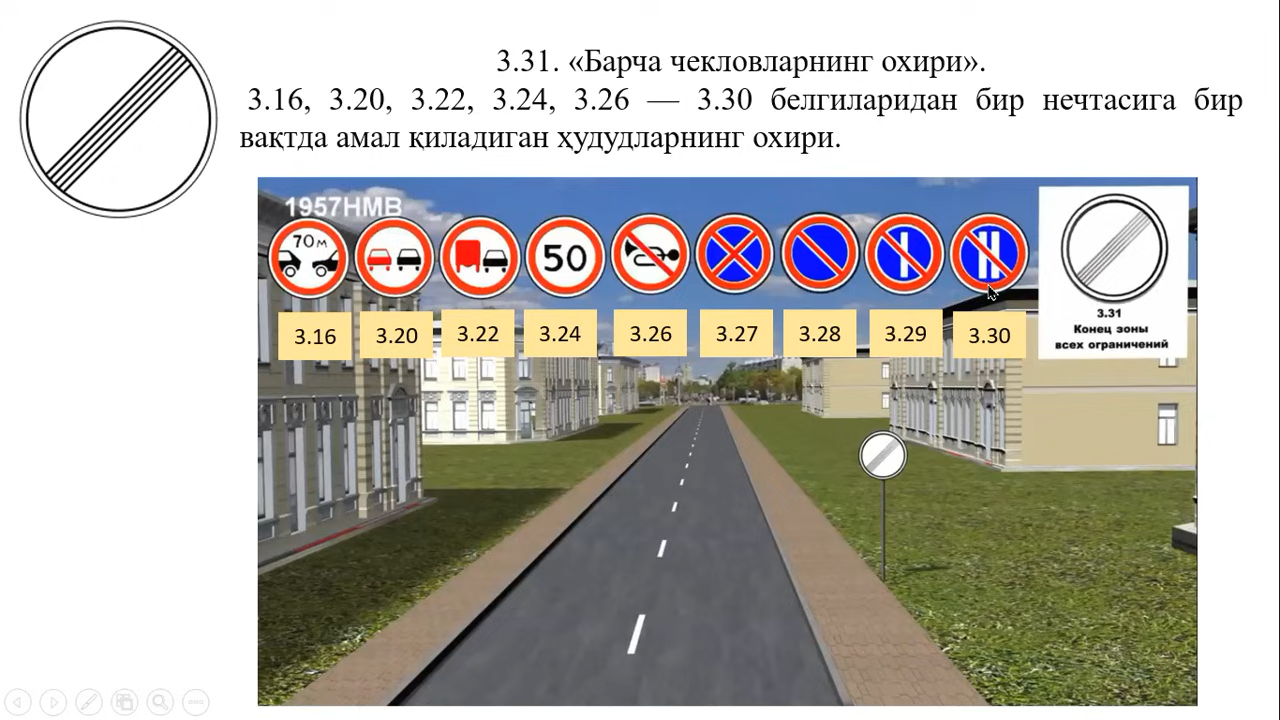 3.31. «Барча чекловларнинг охири».
3.16, 3.20, 3.22, 3.24, 3.26 — 3.30 белгиларидан бир нечтасига бир
вақтда амал қиладиган ҳудудларнинг охири.
1957НМВ
70м
50
3.16
3.20
3.22
3.24
3.26
3.27
3.28
3.29
3.30
3.31
Конец зоны
всех ограничений